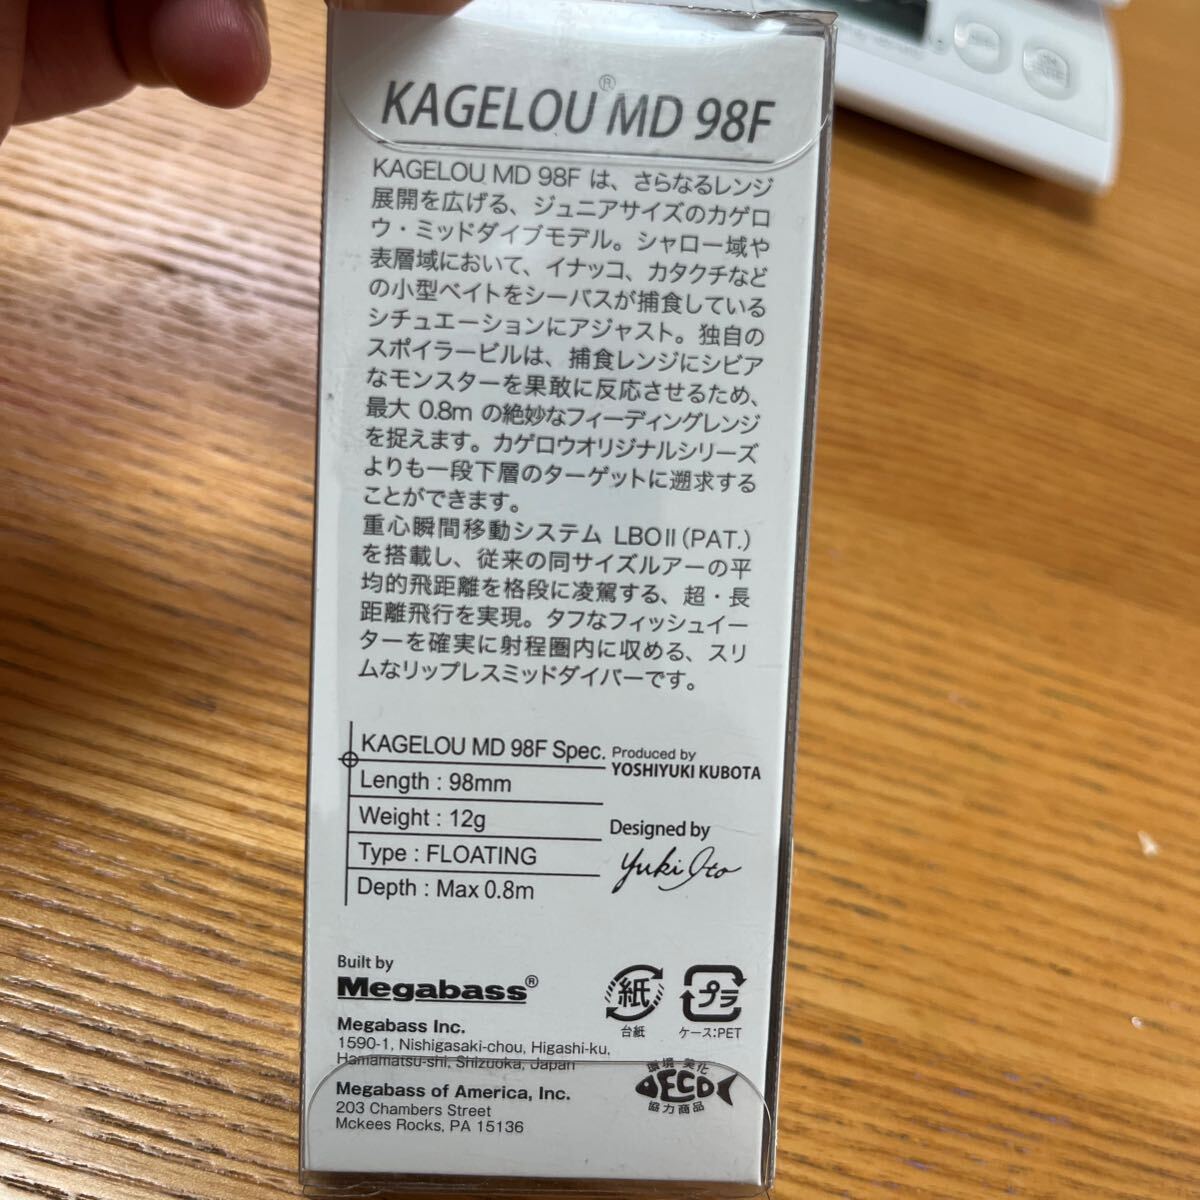 KAGELOU® MD 98F
KAGELOU MD 98F は、さらなるレンジ
展開を広げる、ジュニアサイズのカゲロ
ウ・ミッドダイブモデル。シャロー域や
表層域において、イナッコ、カタクチなど
の小型ベイトをシーバスが捕食している
シチュエーションにアジャスト。独自の
スポイラービルは、捕食レンジにシビア
なモンスターを果敢に反応させるため、
最大 0.8m の絶妙なフィーディングレンジ
を捉えます。カゲロウオリジナルシリーズ
よりも一段下層のターゲットに遡求する
ことができます。
重心瞬間移動システム LBOⅡ(PAT.)
を搭載し、従来の同サイズルアーの平
均的飛距離を格段に凌駕する、超・長
距離飛行を実現。タフなフィッシュイー
ターを確実に射程圏内に収める、スリ
ムなリップレスミッドダイバーです。
KAGELOU MD 98F Spec.
Length : 98mm
Weight : 12g
Type : FLOATING
Depth : Max 0.8m
Produced by
YOSHIYUKI KUBOTA
Designed by
Yuki Ito
Built by
Megabass®
Megabass Inc.
1590-1, Nishigasaki-chou, Higashi-ku,
Hamamatsu-shi, Shizuoka, Japan
Megabass of America, Inc.
203 Chambers Street
Mckees Rocks, PA 15136
紙
台紙
プラ
ケース:PET
環境・美化
ECO
協力商品